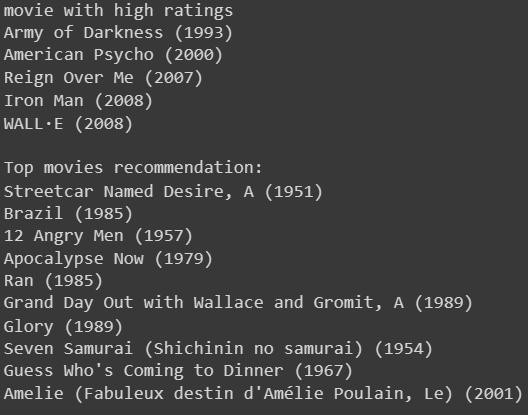 movie with high ratings
Army of Darkness (1993)
American Psycho (2000)
Reign Over Me (2007)
Iron Man (2008)
WALL·E (2008)
Top movies recommendation:
Streetcar Named Desire, A (1951)
Brazil (1985)
12 Angry Men (1957)
Apocalypse Now (1979)
Ran (1985)
Grand Day Out with Wallace and Gromit, A (1989)
Glory (1989)
Seven Samurai (Shichinin no samurai) (1954)
Guess Who's Coming to Dinner (1967)
Amelie (Fabuleux destin d'Amélie Poulain, Le) (2001)